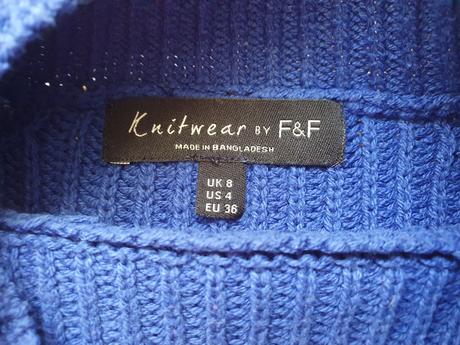 Knitwear BY F&F
MADE IN BANGLADESH
UK 8
US 4
EU 36